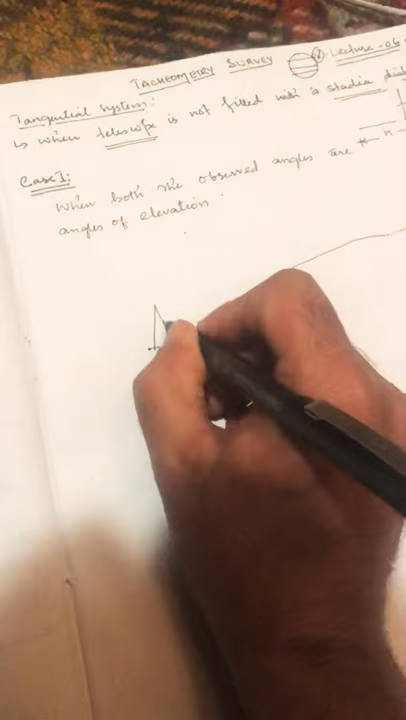 TACHEOMETRY SURVEY Lecture-06
Tangential System:
↳ when telescope is not fitted with a stadia
Case I:
When both the observed angles are
angles of elevation
n